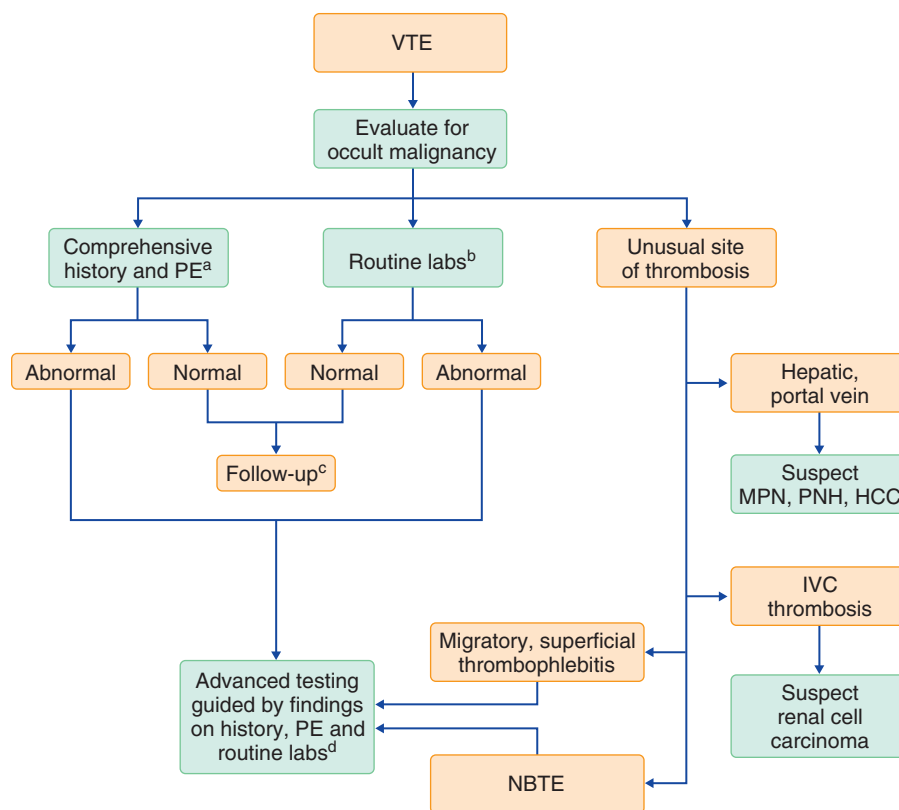 VTE
Evaluate for
occult malignancy
Comprehensive
history and PEᵃ
Routine labsᵇ
Unusual site
of thrombosis
Abnormal
Normal
Normal
Abnormal
Hepatic,
portal vein
Follow-upᶜ
Suspect
MPN, PNH, HCC
IVC
thrombosis
Migratory, superficial
thrombophlebitis
Advanced testing
guided by findings
on history, PE and
routine labsᵈ
Suspect
renal cell
carcinoma
NBTE